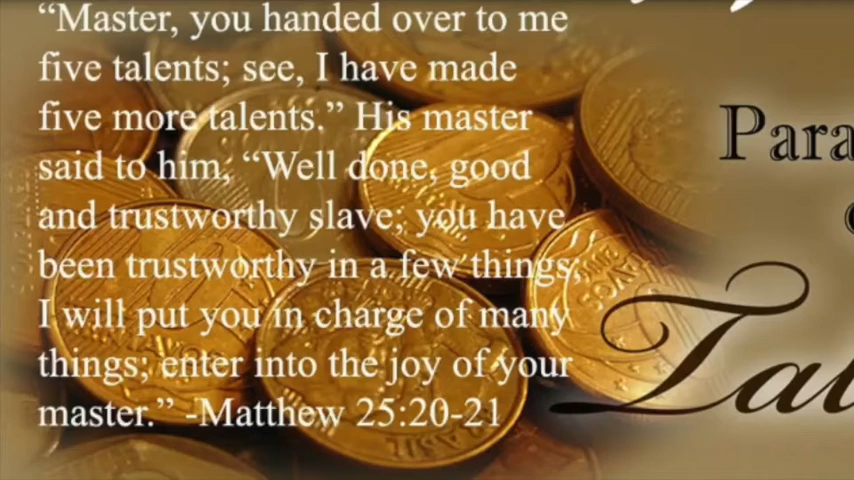 “Master, you handed over to me
five talents; see, I have made
five more talents.” His master
said to him, “Well done, good
and trustworthy slave; you have
been trustworthy in a few things;
I will put you in charge of many
things; enter into the joy of your
master.” -Matthew 25:20-21
Para
Tal
BRASIL